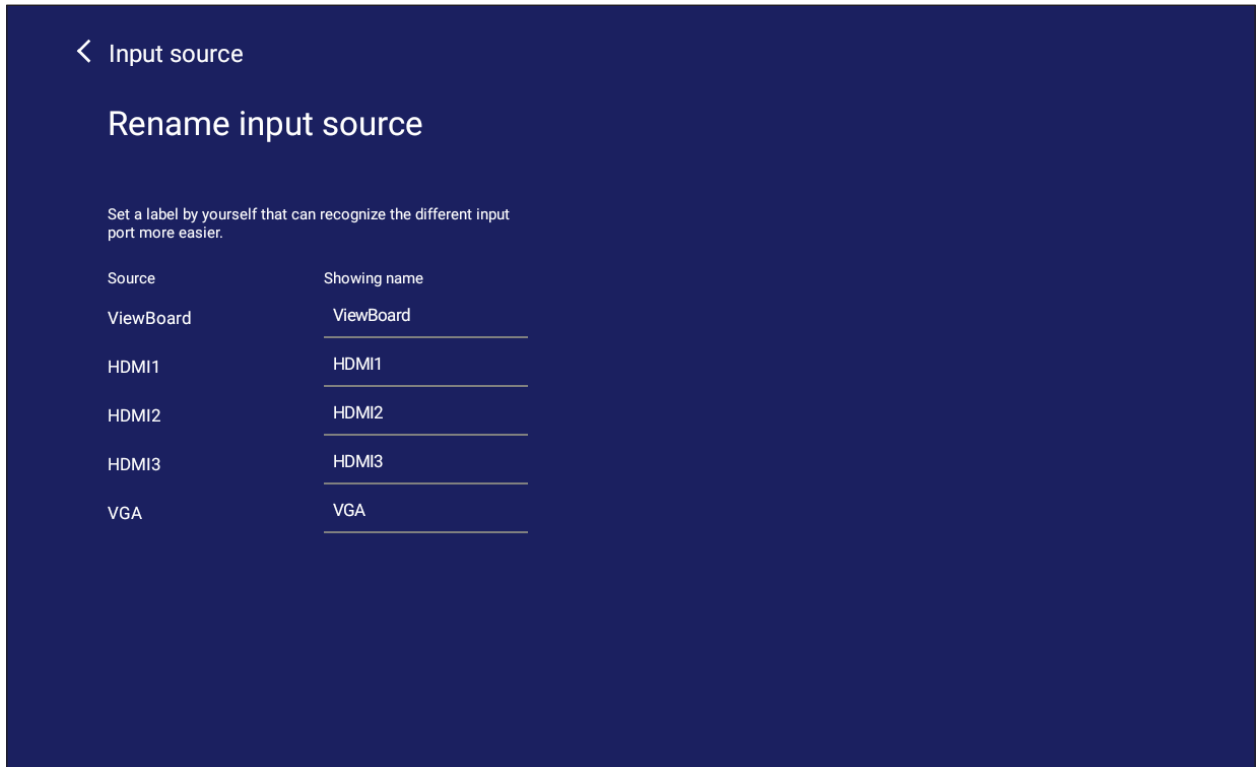 Input source
Rename input source
Set a label by yourself that can recognize the different input
port more easier.
Source Showing name
ViewBoard ViewBoard
HDMI1 HDMI1
HDMI2 HDMI2
HDMI3 HDMI3
VGA VGA